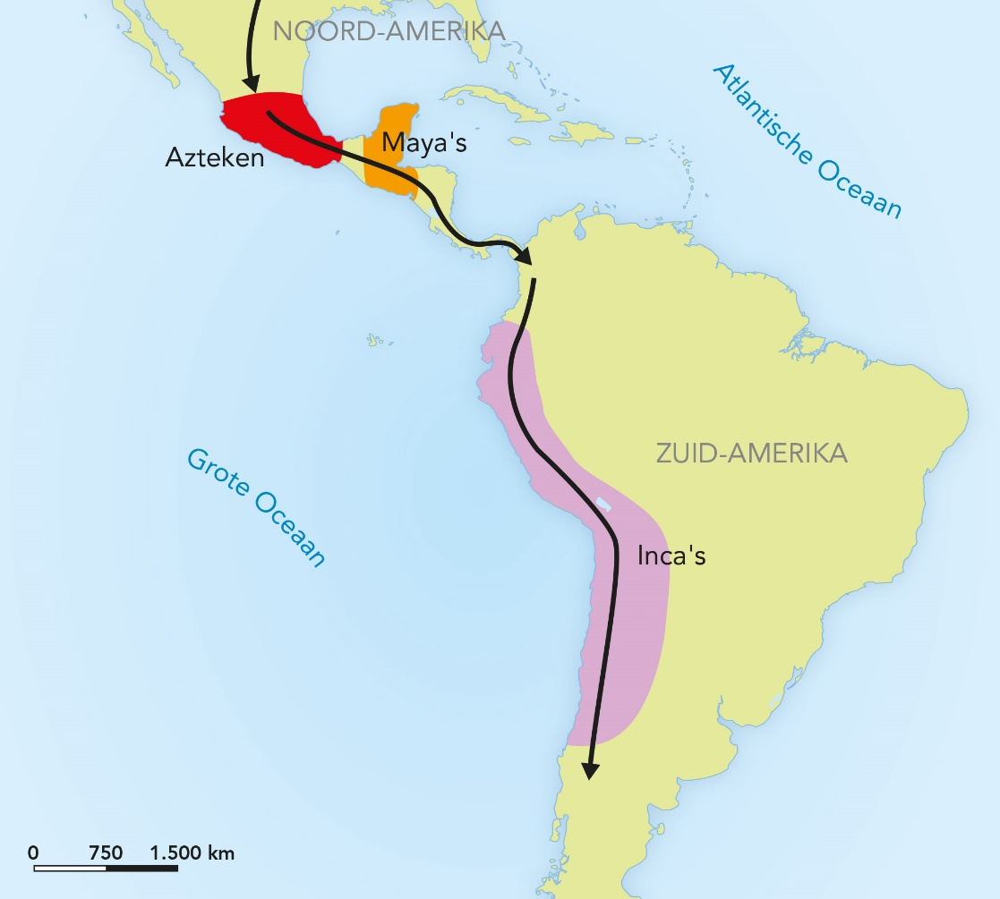 NOORD-AMERIKA
Atlantische Oceaan
Maya's
Azteken
ZUID-AMERIKA
Grote Oceaan
Inca's
0 750 1.500 km